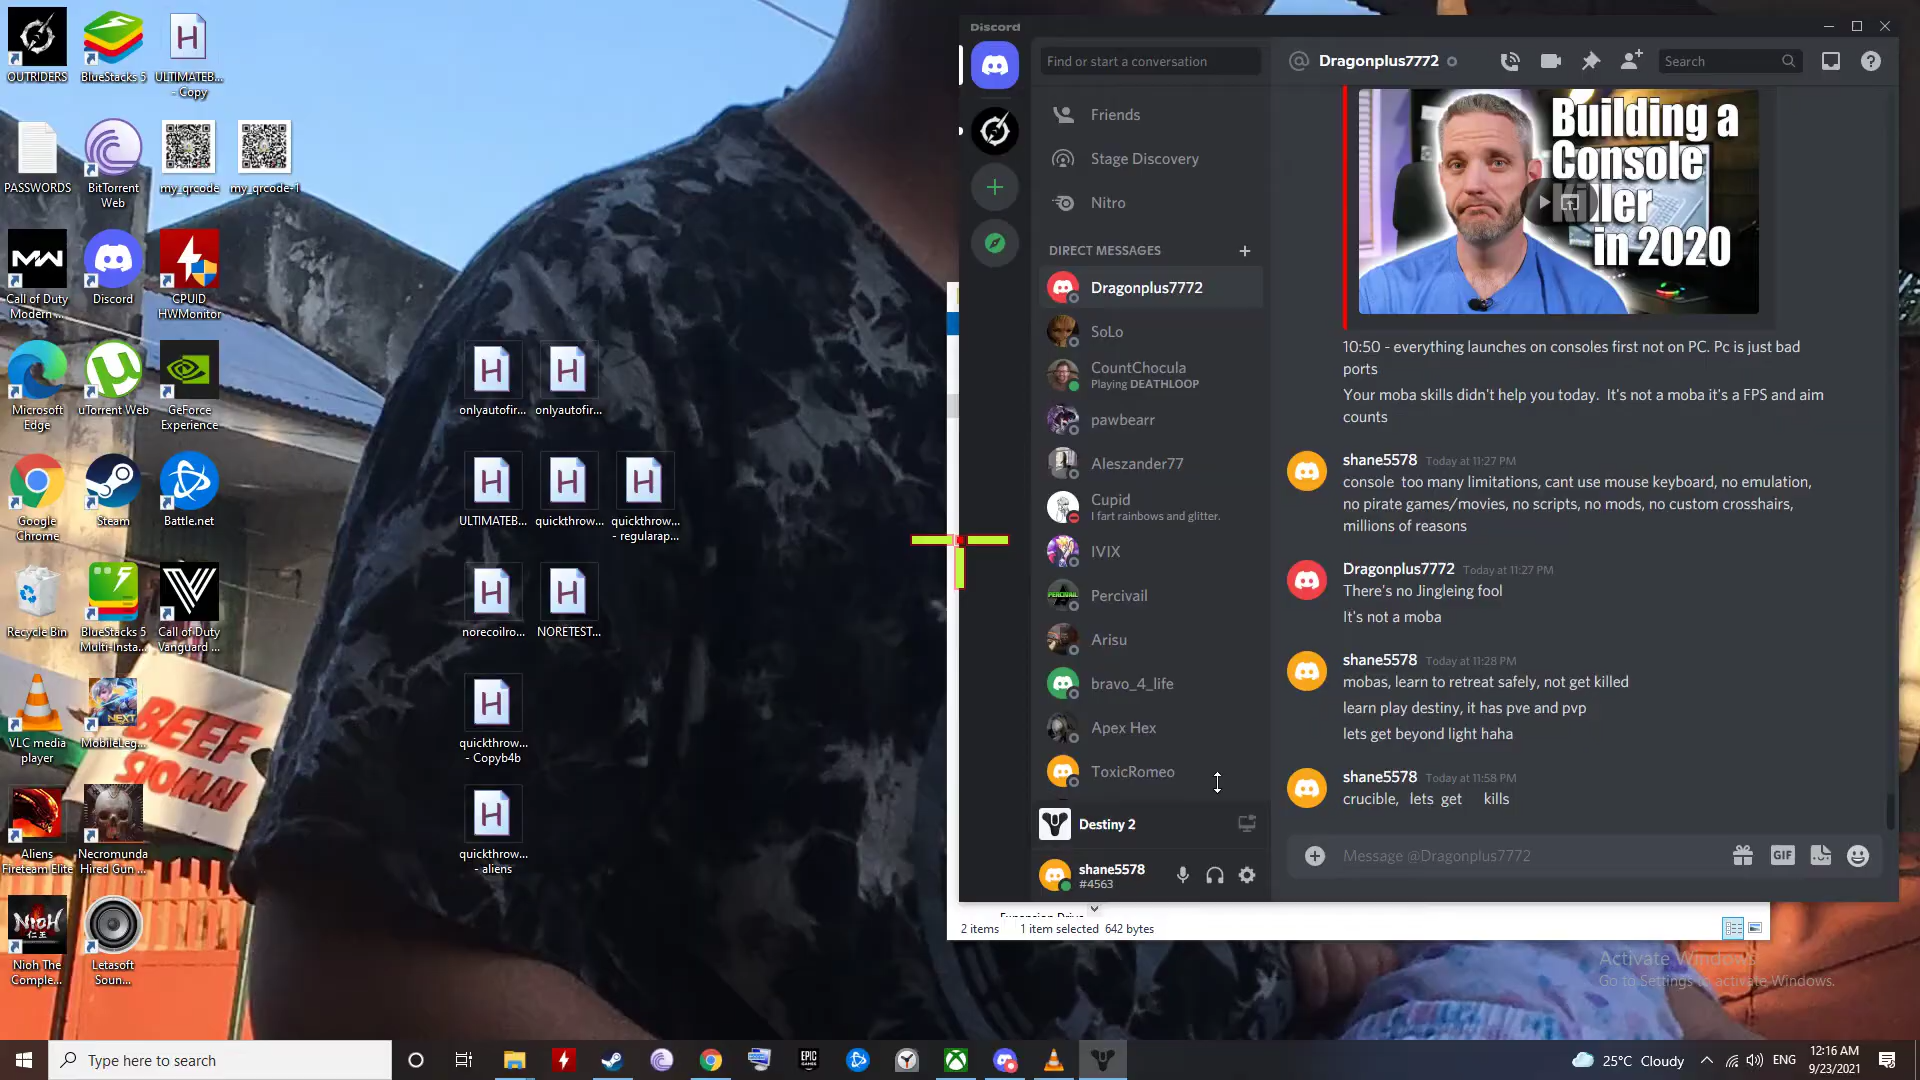 OUTRIDERS
BlueStacks 5
ULTIMATEB...
- Copy
PASSWORDS
BitTorrent
Web
my_qrcode
my_qrcode-1
Call of Duty
Modern ...
Discord
CPUID
HWMonitor
Microsoft
Edge
uTorrent Web
GeForce
Experience
Google
Chrome
Steam
Battle.net
Recycle Bin
BlueStacks 5
Multi-Insta...
Call of Duty
Vanguard ...
VLC media
player
MobileLeg...
Aliens
Fireteam Elite
Necromunda
Hired Gun ...
Nioh The
Comple...
Letasoft
Soun...
BEEF
SIOMAI
onlyautofir...
onlyautofir...
ULTIMATEB...
quickthrow...
quickthrow...
- regularap...
norecoilro...
NORETEST...
quickthrow...
- Copyb4b
quickthrow...
- aliens
Discord
Find or start a conversation
Friends
Stage Discovery
Nitro
DIRECT MESSAGES
Dragonplus7772
SoLo
CountChocula
Playing DEATHLOOP
pawbearr
Aleszander77
Cupid
I fart rainbows and glitter.
IVIX
Percivail
Arisu
bravo_4_life
Apex Hex
ToxicRomeo
Destiny 2
shane5578
#4563
Dragonplus7772
Search
Building a
Console
Killer
in 2020
10:50 - everything launches on consoles first not on PC. Pc is just bad
ports
Your moba skills didn't help you today. It's not a moba it's a FPS and aim
counts
shane5578 Today at 11:27 PM
console too many limitations, cant use mouse keyboard, no emulation,
no pirate games/movies, no scripts, no mods, no custom crosshairs,
millions of reasons
Dragonplus7772 Today at 11:27 PM
There's no Jingleing fool
It's not a moba
shane5578 Today at 11:28 PM
mobas, learn to retreat safely, not get killed
learn play destiny, it has pve and pvp
lets get beyond light haha
shane5578 Today at 11:58 PM
crucible, lets get kills
Message @Dragonplus7772
GIF
Expansion Drive
2 items 1 item selected 642 bytes
Activate Windows
Go to Settings to activate Windows.
Type here to search
25°C Cloudy
ENG
12:16 AM
9/23/2021